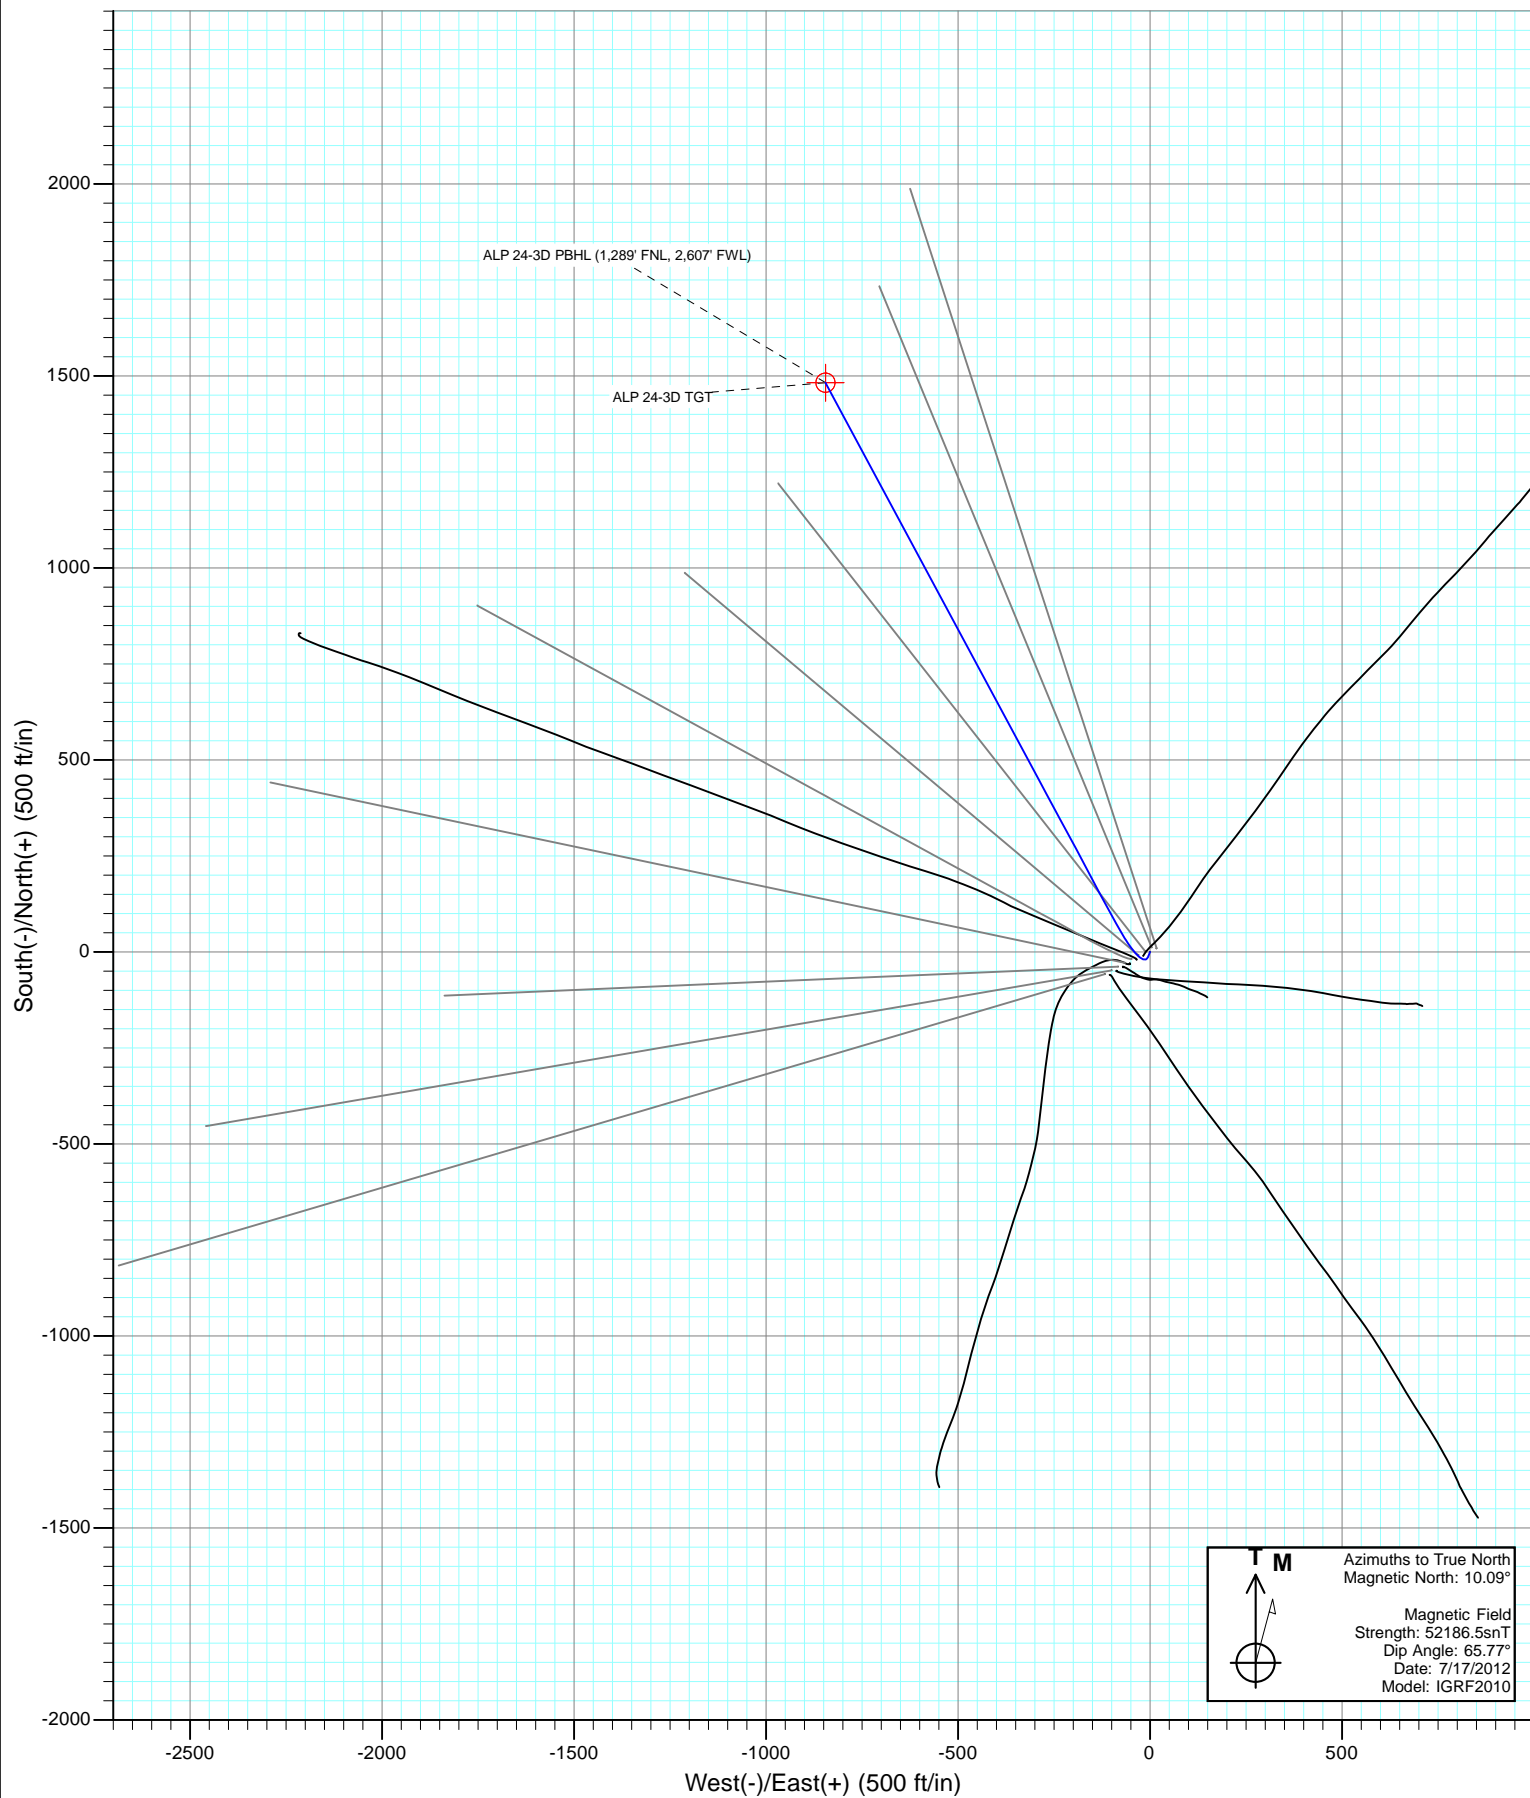 2000
1500
1000
500
0
-500
-1000
-1500
-2000
South(-)/North(+) (500 ft/in)
ALP 24-3D PBHL (1,289' FNL, 2,607' FWL)
ALP 24-3D TGT
T M
Azimuths to True North
Magnetic North: 10.09°
Magnetic Field
Strength: 52186.5snT
Dip Angle: 65.77°
Date: 7/17/2012
Model: IGRF2010
-2500 -2000 -1500 -1000 -500 0 500
West(-)/East(+) (500 ft/in)